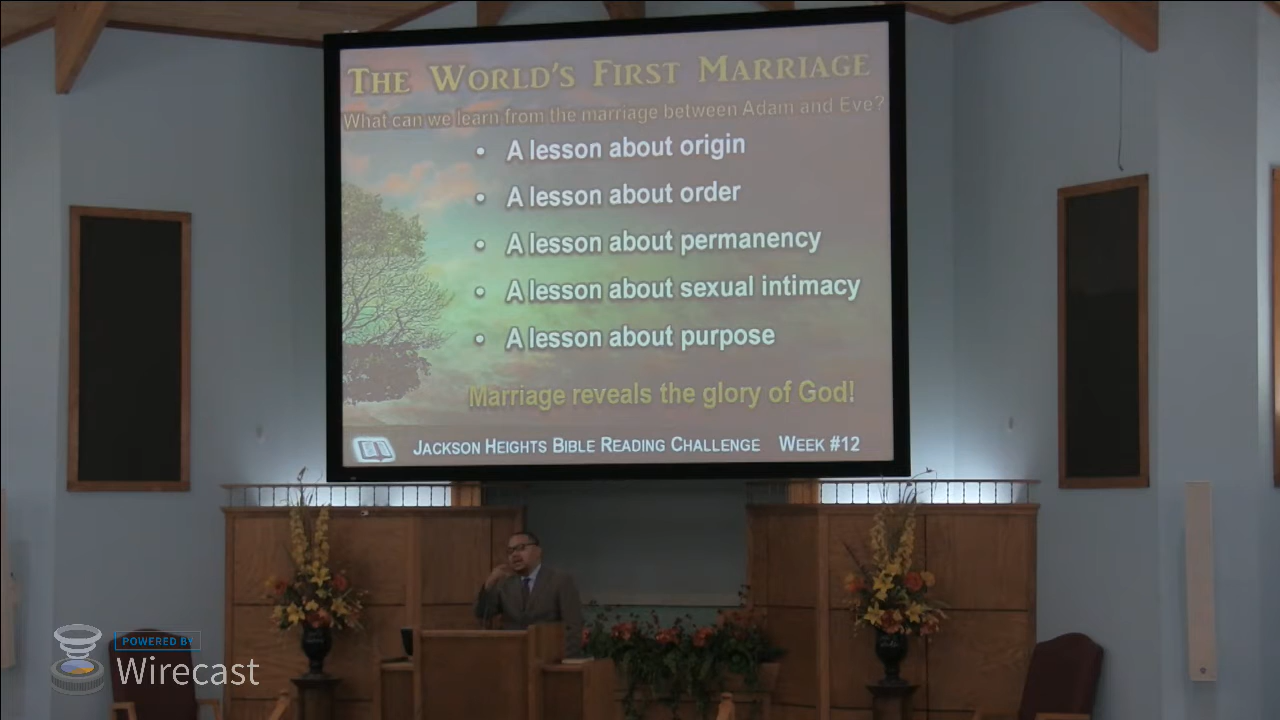 THE WORLD'S FIRST MARRIAGE
What can we learn from the marriage between Adam and Eve?
• A lesson about origin
• A lesson about order
• A lesson about permanency
• A lesson about sexual intimacy
• A lesson about purpose
Marriage reveals the glory of God!
JACKSON HEIGHTS BIBLE READING CHALLENGE WEEK #12
POWERED BY
Wirecast